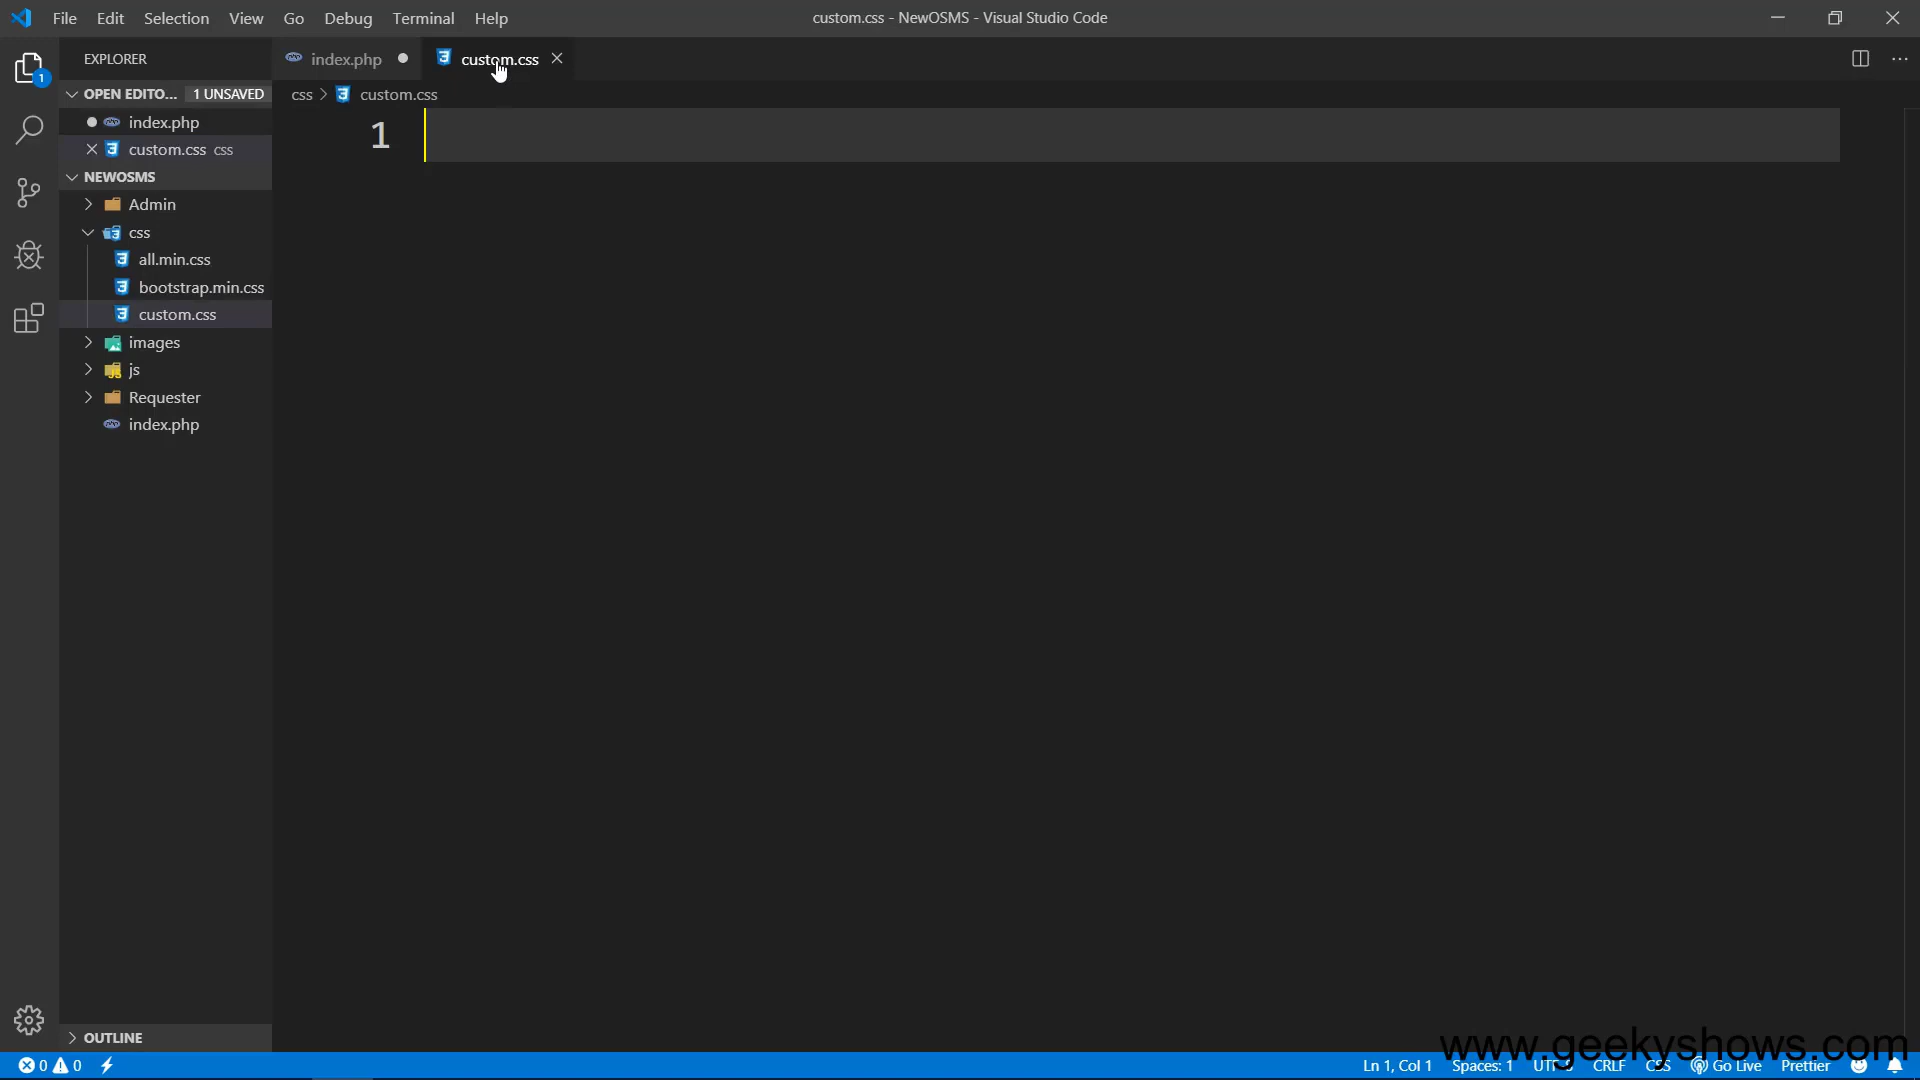 File Edit Selection View Go Debug Terminal Help
custom.css - NewOSMS - Visual Studio Code
EXPLORER
index.php
custom.css
OPEN EDITO... 1 UNSAVED
index.php
custom.css css
NEWOSMS
Admin
css
all.min.css
bootstrap.min.css
custom.css
images
js
Requester
index.php
OUTLINE
css > custom.css
1
www.geekyshows.com
0 0
Ln 1, Col 1 Spaces: 1 UTF-8 CRLF CSS Go Live Prettier
1